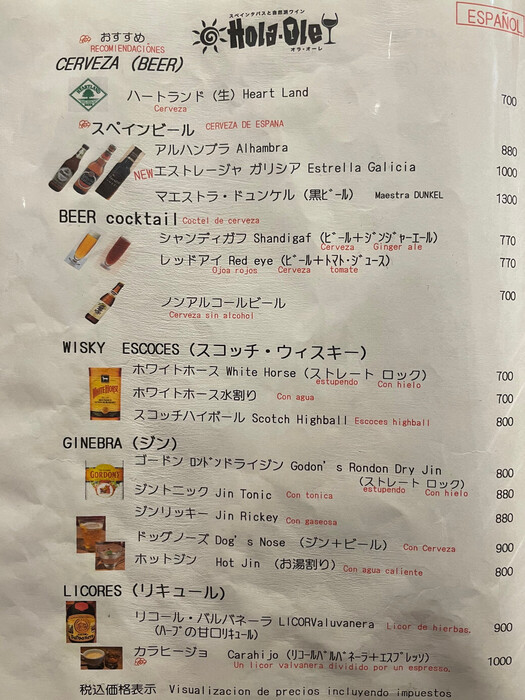 スペインタパスと自然派ワイン
Hola-Ole
オラ・オーレ
ESPAÑOL
おすすめ
RECOMIENDACIONES
CERVEZA (BEER)
HEARTLAND
ハートランド (生) Heart Land 700
Cerveza
スペインビール CERVEZA DE ESPANA
アルハンブラ Alhambra 880
NEW エストレージャ ガリシア Estrella Galicia 1000
マエストラ・ドュンケル (黒ﾋﾞｰﾙ) Maestra DUNKEL 1300
BEER cocktail Coctel de cerveza
シャンディガフ Shandigaf (ﾋﾞｰﾙ+ｼﾞﾝｼﾞｬｰｴｰﾙ) 770
Cerveza Ginger ale
レッドアイ Red eye (ﾋﾞｰﾙ+ﾄﾏﾄ･ｼﾞｭｰｽ) 770
Ojoa rojos Cerveza tomate
ノンアルコールビール 700
Cerveza sin alcohol
WISKY ESCOCES (スコッチ・ウィスキー)
ホワイトホース White Horse (ストレート ロック) 700
estupendo Con hielo
WHITE HORSE
ホワイトホース水割り Con agua 700
スコッチハイボール Scotch Highball Escoces highball 800
GINEBRA (ジン)
ゴードン ﾛﾝﾄﾞﾝドライジン Godon's Rondon Dry Jin 800
(ストレート ロック)
estupendo Con hielo
GORDON'S
ジントニック Jin Tonic Con tonica 880
ジンリッキー Jin Rickey Con gaseosa 880
ドッグノーズ Dog's Nose (ジン+ビール) Con Cerveza 900
ホットジン Hot Jin (お湯割り) Con agua caliente 800
LICORES (リキュール)
リコール・バルバネーラ LICORValuvanera Licor de hierbas. 900
(ﾊｰﾌﾞの甘口ﾘｷｭｰﾙ)
カラヒージョ Carahijo (ﾘｺｰﾙﾊﾞﾙﾊﾞﾈｰﾗ+ｴｽﾌﾟﾚｯｿ) 1000
Un licor valvanera dividido por un espresso.
税込価格表示 Visualizacion de precios incluyendo impuestos